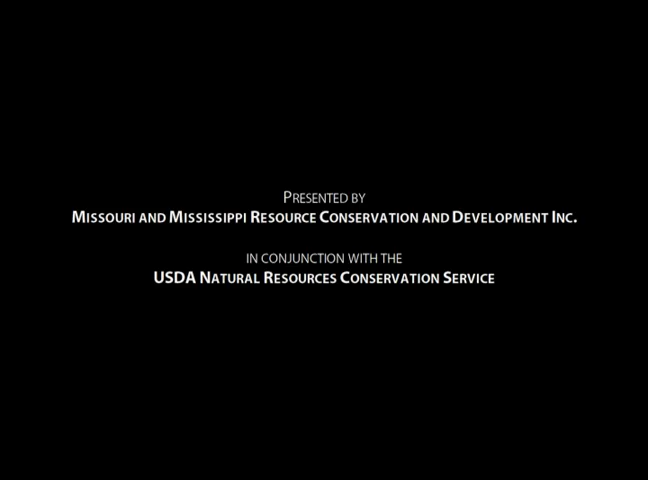 Presented by
Missouri and Mississippi Resource Conservation and Development Inc.
in conjunction with the
USDA Natural Resources Conservation Service